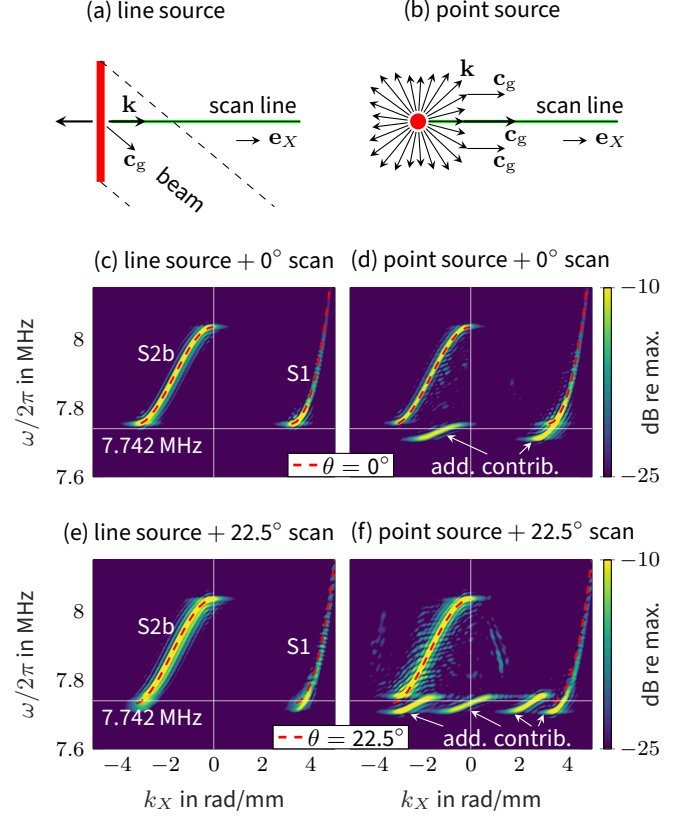 (a) line source
(b) point source
k
scan line
e_X
c_g
beam
k
c_g
scan line
c_g
e_X
c_g
(c) line source + 0° scan
(d) point source + 0° scan
ω/2π in MHz
8
7.8
7.6
S2b
S1
7.742 MHz
θ = 0°
add. contrib.
−10
dB re max.
−25
(e) line source + 22.5° scan
(f) point source + 22.5° scan
ω/2π in MHz
8
7.8
7.6
S2b
S1
7.742 MHz
θ = 22.5°
add. contrib.
−10
dB re max.
−25
−4 −2 0 2 4
−4 −2 0 2 4
k_X in rad/mm
k_X in rad/mm